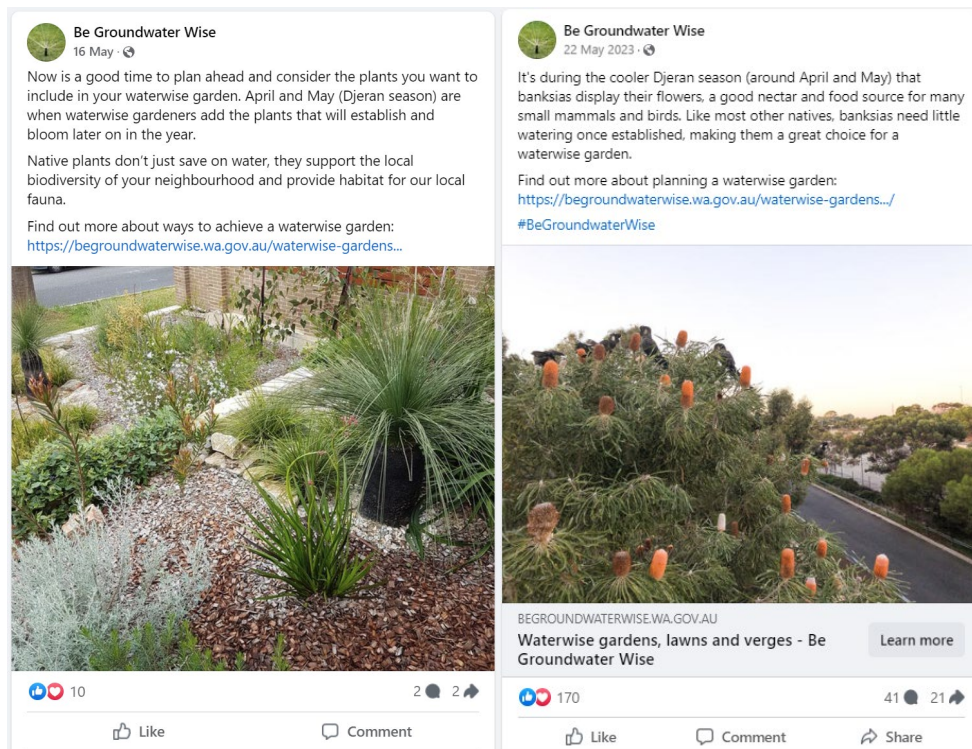 Be Groundwater Wise
16 May ·
Now is a good time to plan ahead and consider the plants you want to
include in your waterwise garden. April and May (Djeran season) are
when waterwise gardeners add the plants that will establish and
bloom later on in the year.
Native plants don't just save on water, they support the local
biodiversity of your neighbourhood and provide habitat for our local
fauna.
Find out more about ways to achieve a waterwise garden:
https://begroundwaterwise.wa.gov.au/waterwise-gardens...
10
2 2
Like Comment
Be Groundwater Wise
22 May 2023 ·
It's during the cooler Djeran season (around April and May) that
banksias display their flowers, a good nectar and food source for many
small mammals and birds. Like most other natives, banksias need little
watering once established, making them a great choice for a
waterwise garden.
Find out more about planning a waterwise garden:
https://begroundwaterwise.wa.gov.au/waterwise-gardens.../
#BeGroundwaterWise
BEGROUNDWATERWISE.WA.GOV.AU
Waterwise gardens, lawns and verges - Be
Groundwater Wise
Learn more
170
41 21
Like Comment Share